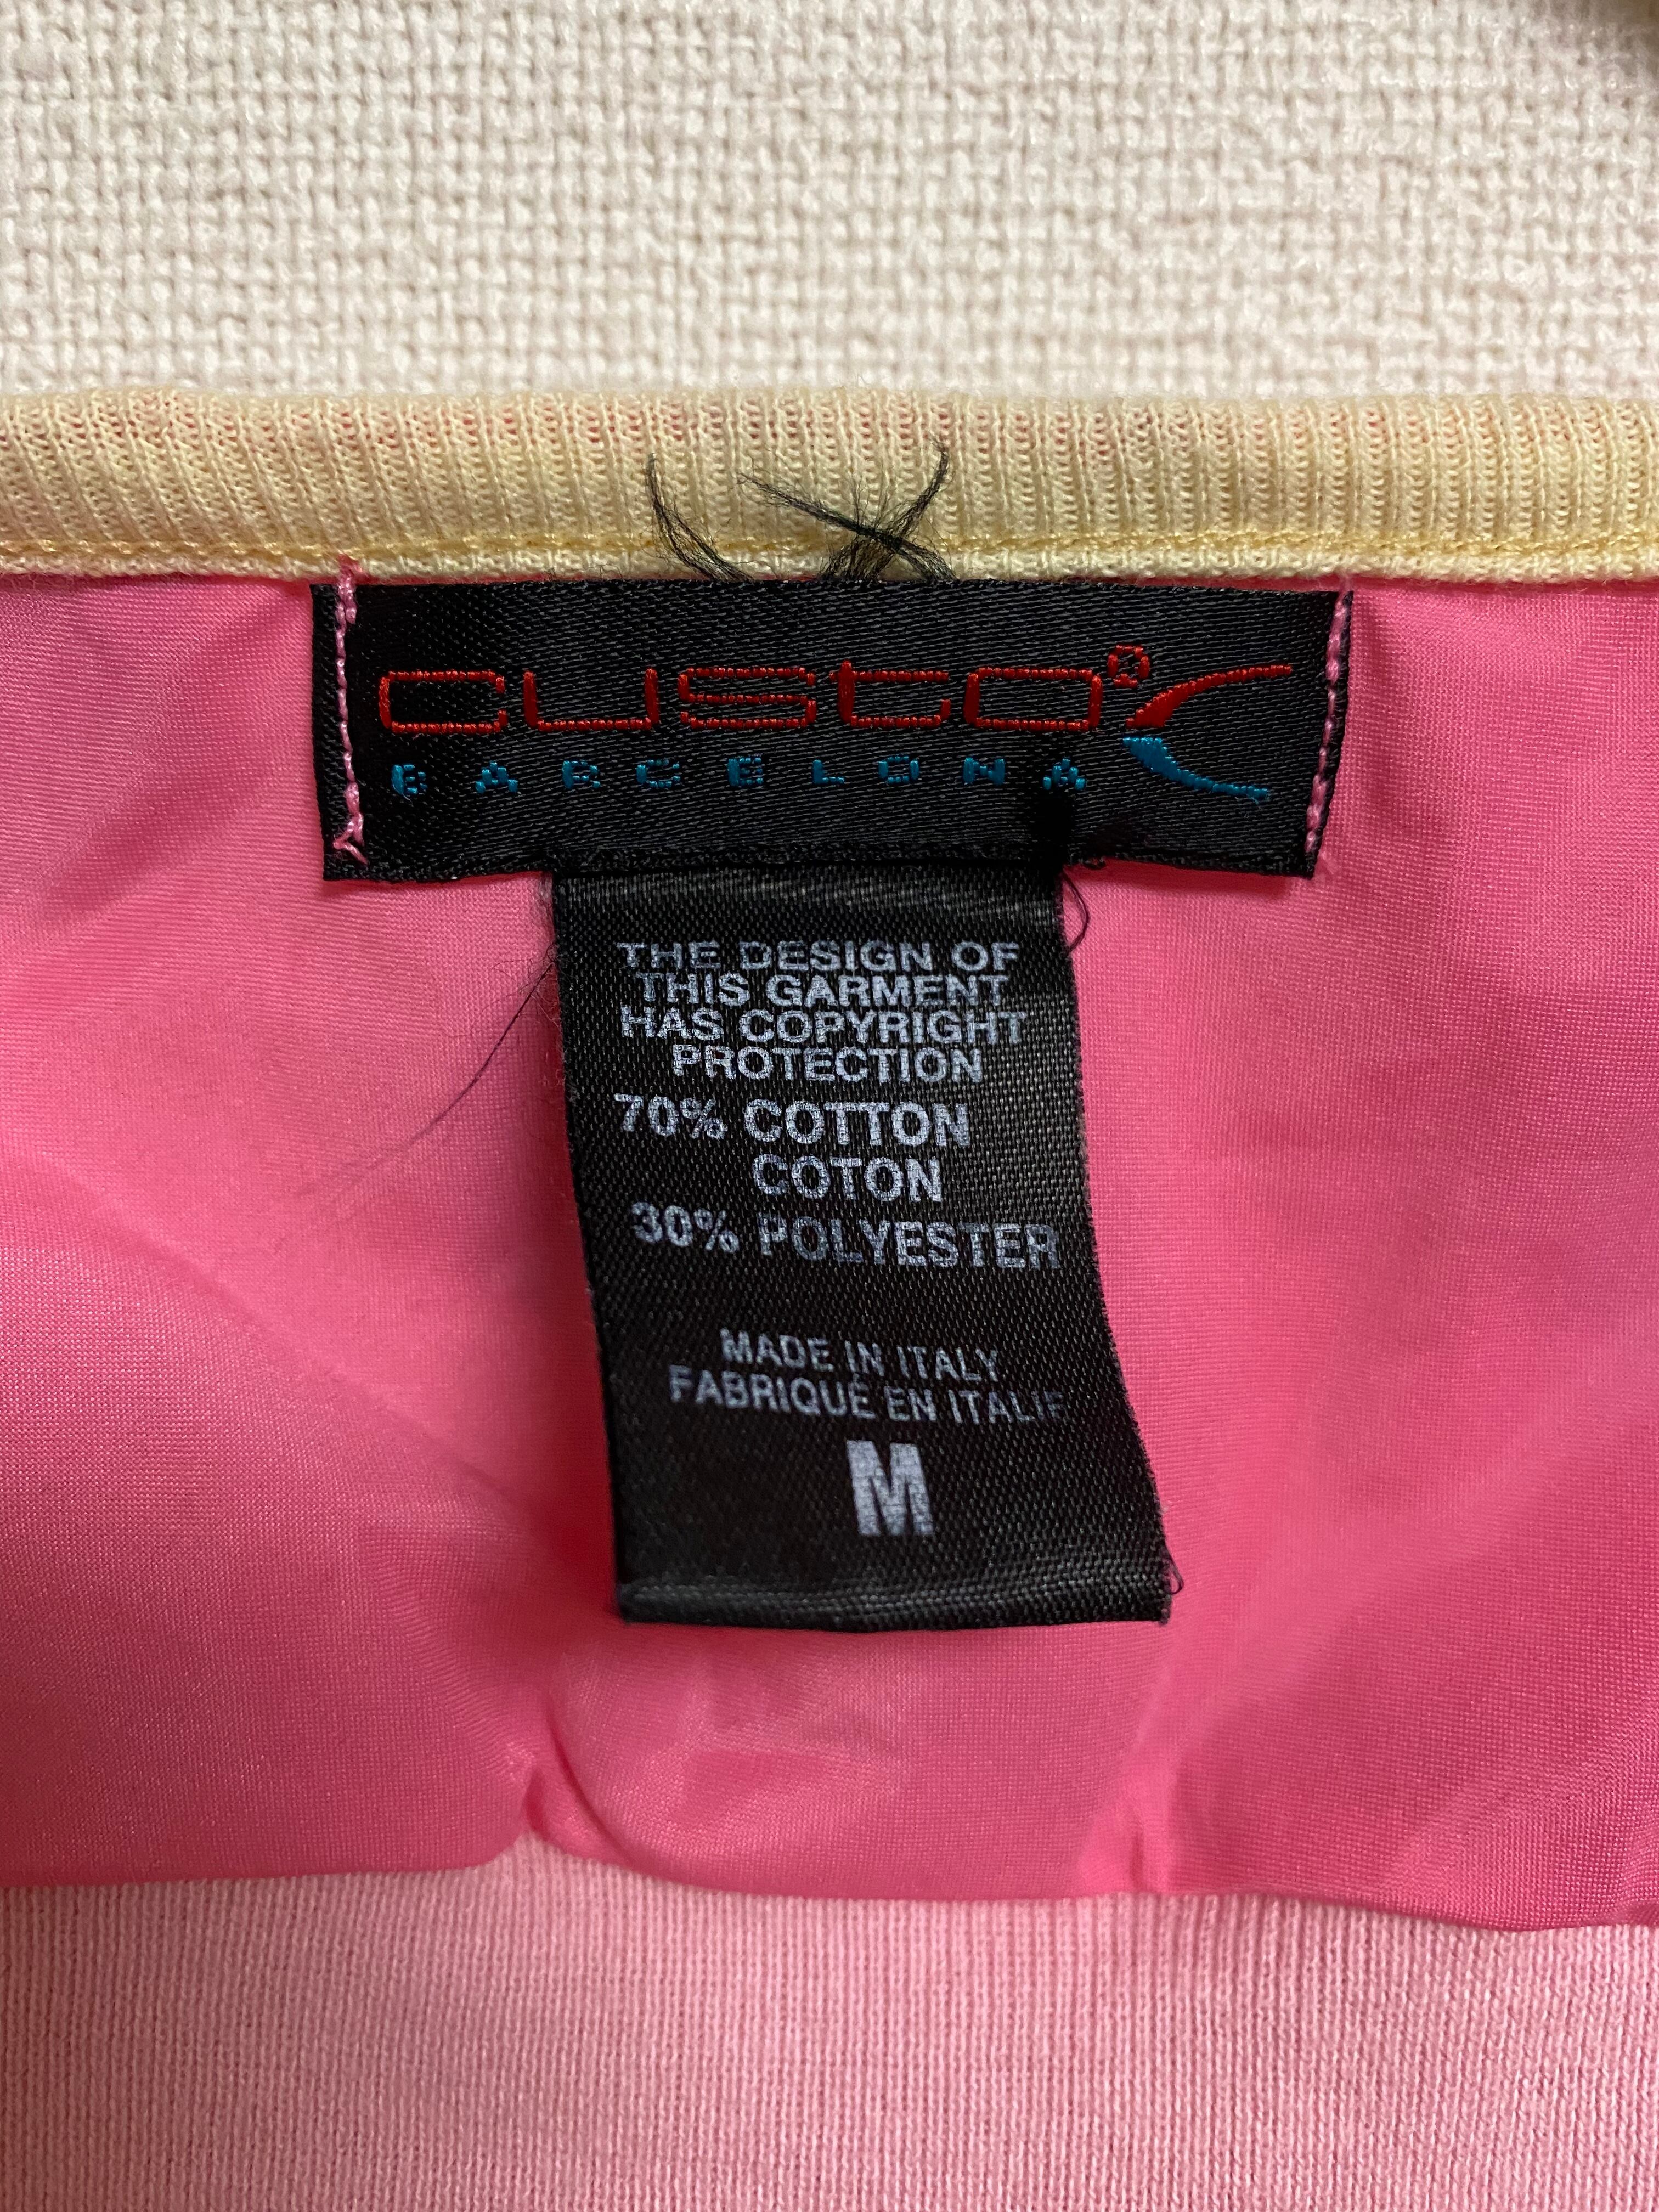 custo®
BARCELONA
THE DESIGN OF
THIS GARMENT
HAS COPYRIGHT
PROTECTION
70% COTTON
COTON
30% POLYESTER
MADE IN ITALY
FABRIQUÉ EN ITALIE
M